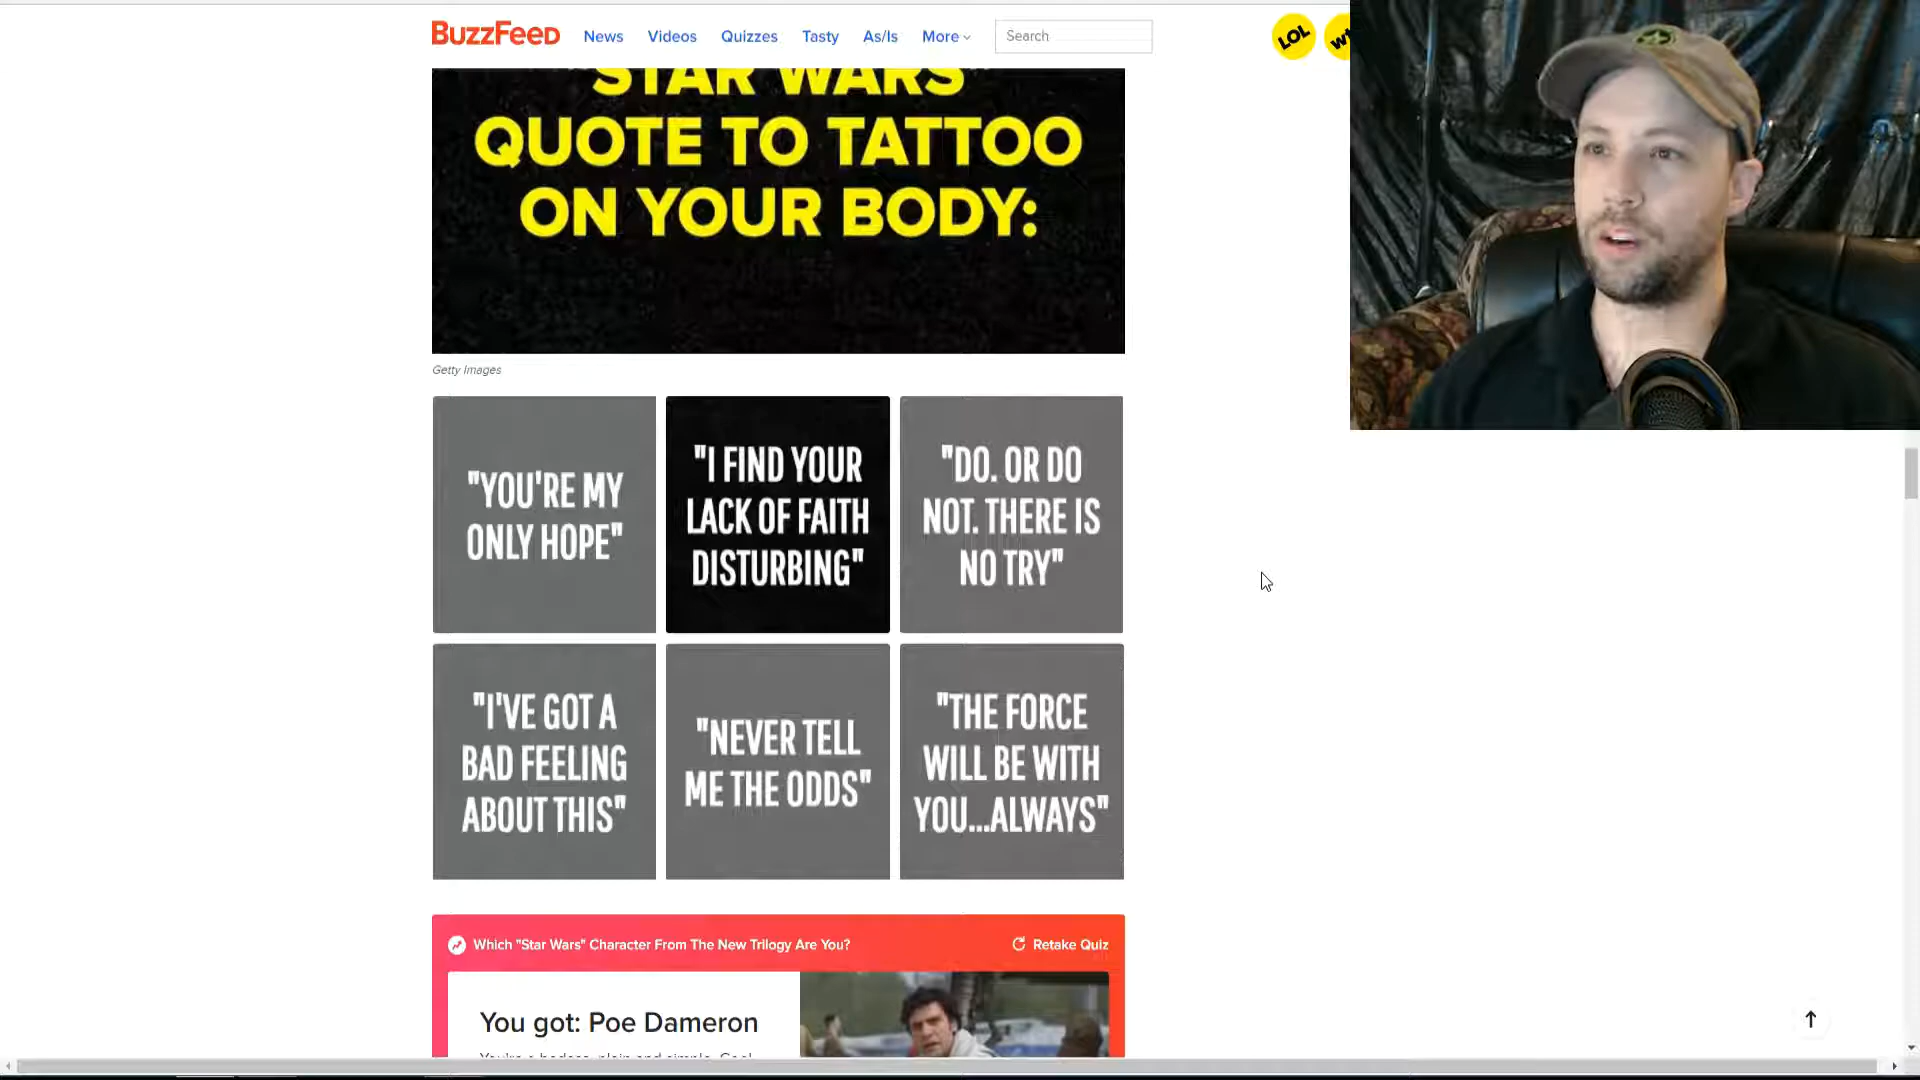 BuzzFeed News Videos Quizzes Tasty As/Is More Search LOL
"STAR WARS"
QUOTE TO TATTOO
ON YOUR BODY:
Getty Images
"YOU'RE MY
ONLY HOPE"
"I FIND YOUR
LACK OF FAITH
DISTURBING"
"DO. OR DO
NOT. THERE IS
NO TRY"
"I'VE GOT A
BAD FEELING
ABOUT THIS"
"NEVER TELL
ME THE ODDS"
"THE FORCE
WILL BE WITH
YOU...ALWAYS"
Which "Star Wars" Character From The New Trilogy Are You? Retake Quiz
You got: Poe Dameron